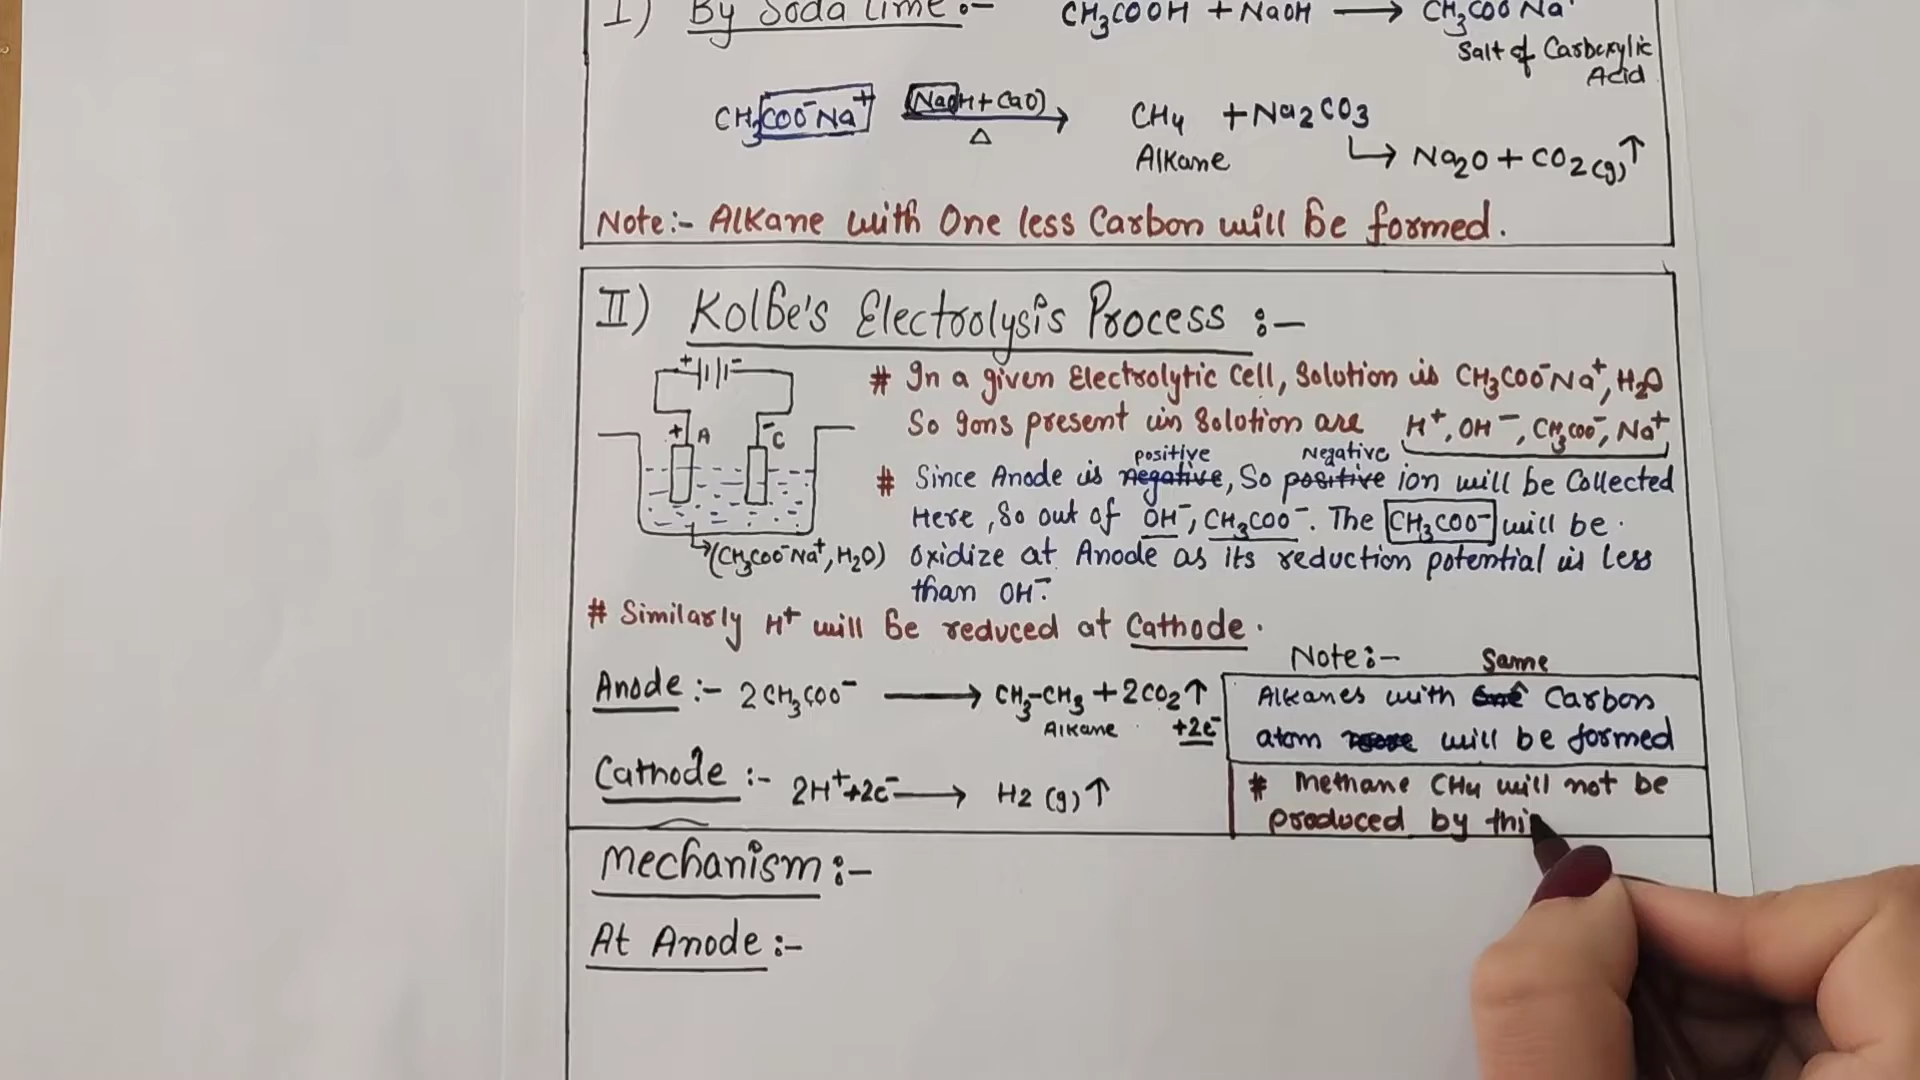 I) By Soda lime :- CH3COOH + NaOH ⟶ CH3COO Na+
Salt of Carboxylic
Acid
CH3COO⁻Na⁺ (NaOH + CaO) ⟶ CH4 + Na2CO3
Δ
Alkane
↳ Na2O + CO2(g)↑
Note:- Alkane with One less Carbon will be formed.
II) Kolbe's Electrolysis Process :-
+ -
+ A - C
(CH3COO⁻Na⁺, H2O)
# In a given Electrolytic Cell, Solution is CH3COO⁻Na⁺, H2O
So Ions present in Solution are H⁺, OH⁻, CH3COO⁻, Na⁺
positive Negative
# Since Anode is negative, So positive ion will be Collected
Here, So out of OH⁻, CH3COO⁻. The CH3COO⁻ will be
oxidize at Anode as its reduction potential is less
than OH⁻.
# Similarly H⁺ will be reduced at Cathode.
Note:- Same
Anode :- 2CH3COO⁻ ⟶ CH3-CH3 + 2CO2↑
Alkane +2e⁻
Alkanes with Carbon
atom will be formed
Cathode :- 2H⁺+2e⁻ ⟶ H2 (g)↑
# Methane CH4 will not be
produced by thi
Mechanism :-
At Anode :-